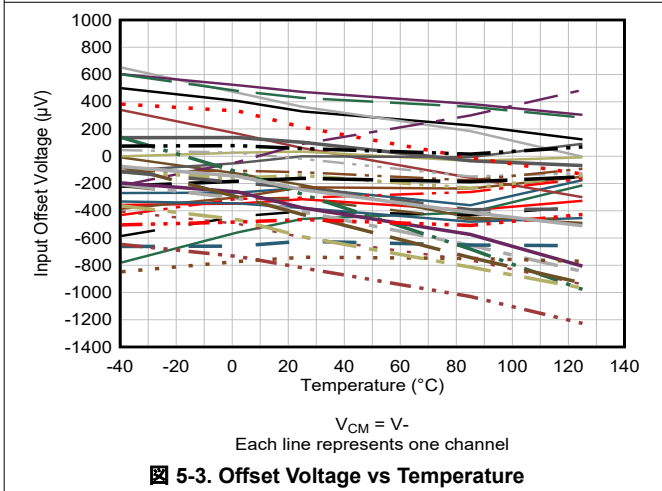 1000
800
600
400
200
0
-200
-400
-600
-800
-1000
-1200
-1400
Input Offset Voltage (µV)
-40 -20 0 20 40 60 80 100 120 140
Temperature (°C)
VCM = V-
Each line represents one channel
図 5-3. Offset Voltage vs Temperature